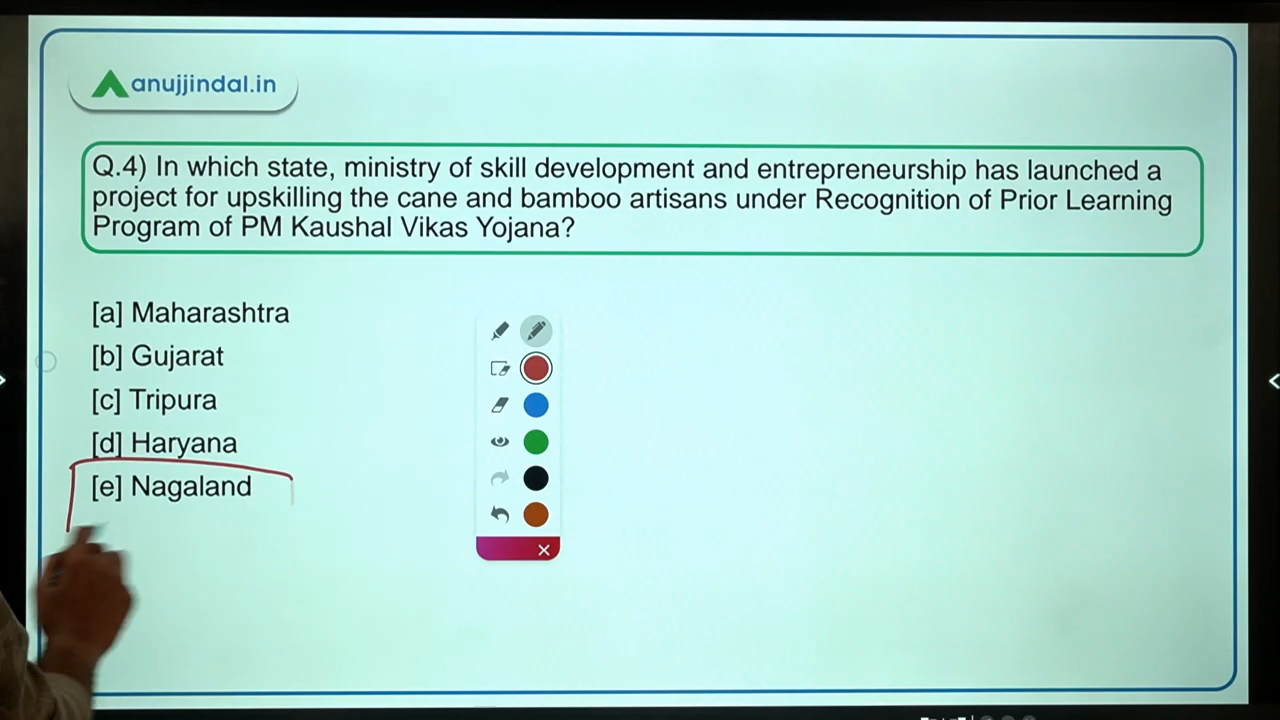 anujjindal.in
Q.4) In which state, ministry of skill development and entrepreneurship has launched a
project for upskilling the cane and bamboo artisans under Recognition of Prior Learning
Program of PM Kaushal Vikas Yojana?
[a] Maharashtra
[b] Gujarat
[c] Tripura
[d] Haryana
[e] Nagaland